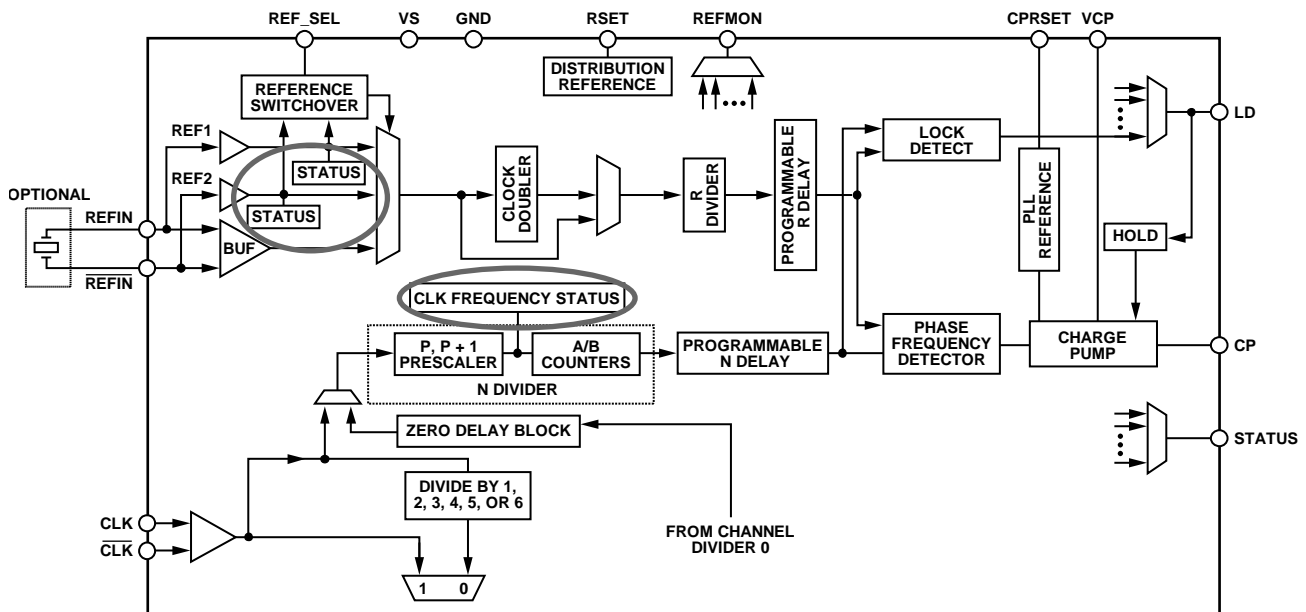 REF_SEL VS GND RSET REFMON CPRSET VCP
DISTRIBUTION
REFERENCE
REFERENCE
SWITCHOVER
LD
REF1
LOCK
DETECT
STATUS
REF2
OPTIONAL
STATUS
CLOCK
DOUBLER
R
DIVIDER
PROGRAMMABLE
R DELAY
PLL
REFERENCE
REFIN
BUF
HOLD
REFIN
CLK FREQUENCY STATUS
P, P + 1
PRESCALER
A/B
COUNTERS
N DIVIDER
PROGRAMMABLE
N DELAY
PHASE
FREQUENCY
DETECTOR
CHARGE
PUMP
CP
ZERO DELAY BLOCK
STATUS
DIVIDE BY 1,
2, 3, 4, 5, OR 6
CLK
CLK
FROM CHANNEL
DIVIDER 0
1 0